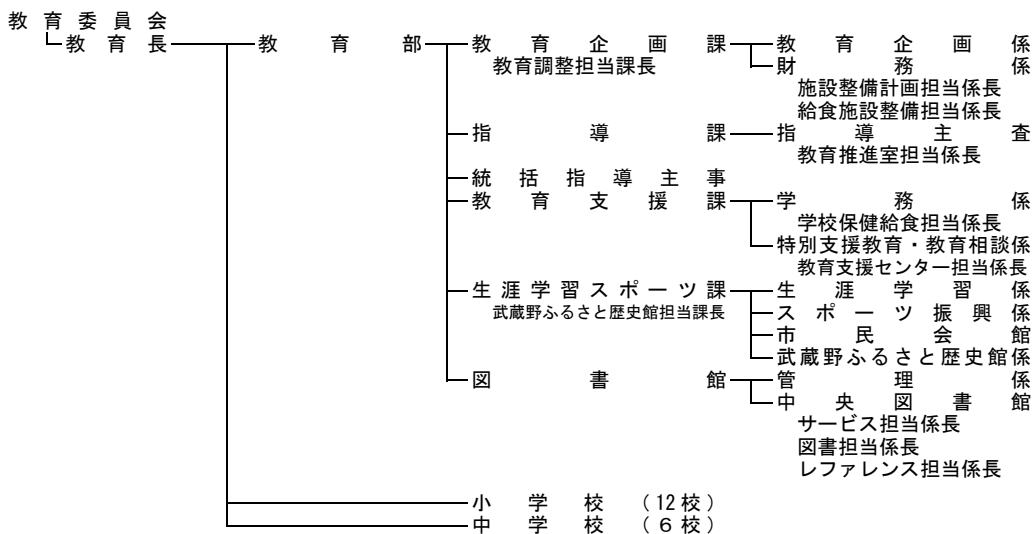 教育委員会
教育長 教育部 教育企画課 教育企画係
教育調整担当課長 財務係
施設整備計画担当係長
給食施設整備担当係長
指導課 指導主査
教育推進室担当係長
統括指導主事
教育支援課 学務係
学校保健給食担当係長
特別支援教育・教育相談係
教育支援センター担当係長
生涯学習スポーツ課 生涯学習係
武蔵野ふるさと歴史館担当課長 スポーツ振興係
市民会館
武蔵野ふるさと歴史館係
図書館 管理係
中央図書館
サービス担当係長
図書担当係長
レファレンス担当係長
小学校(12校)
中学校(6校)